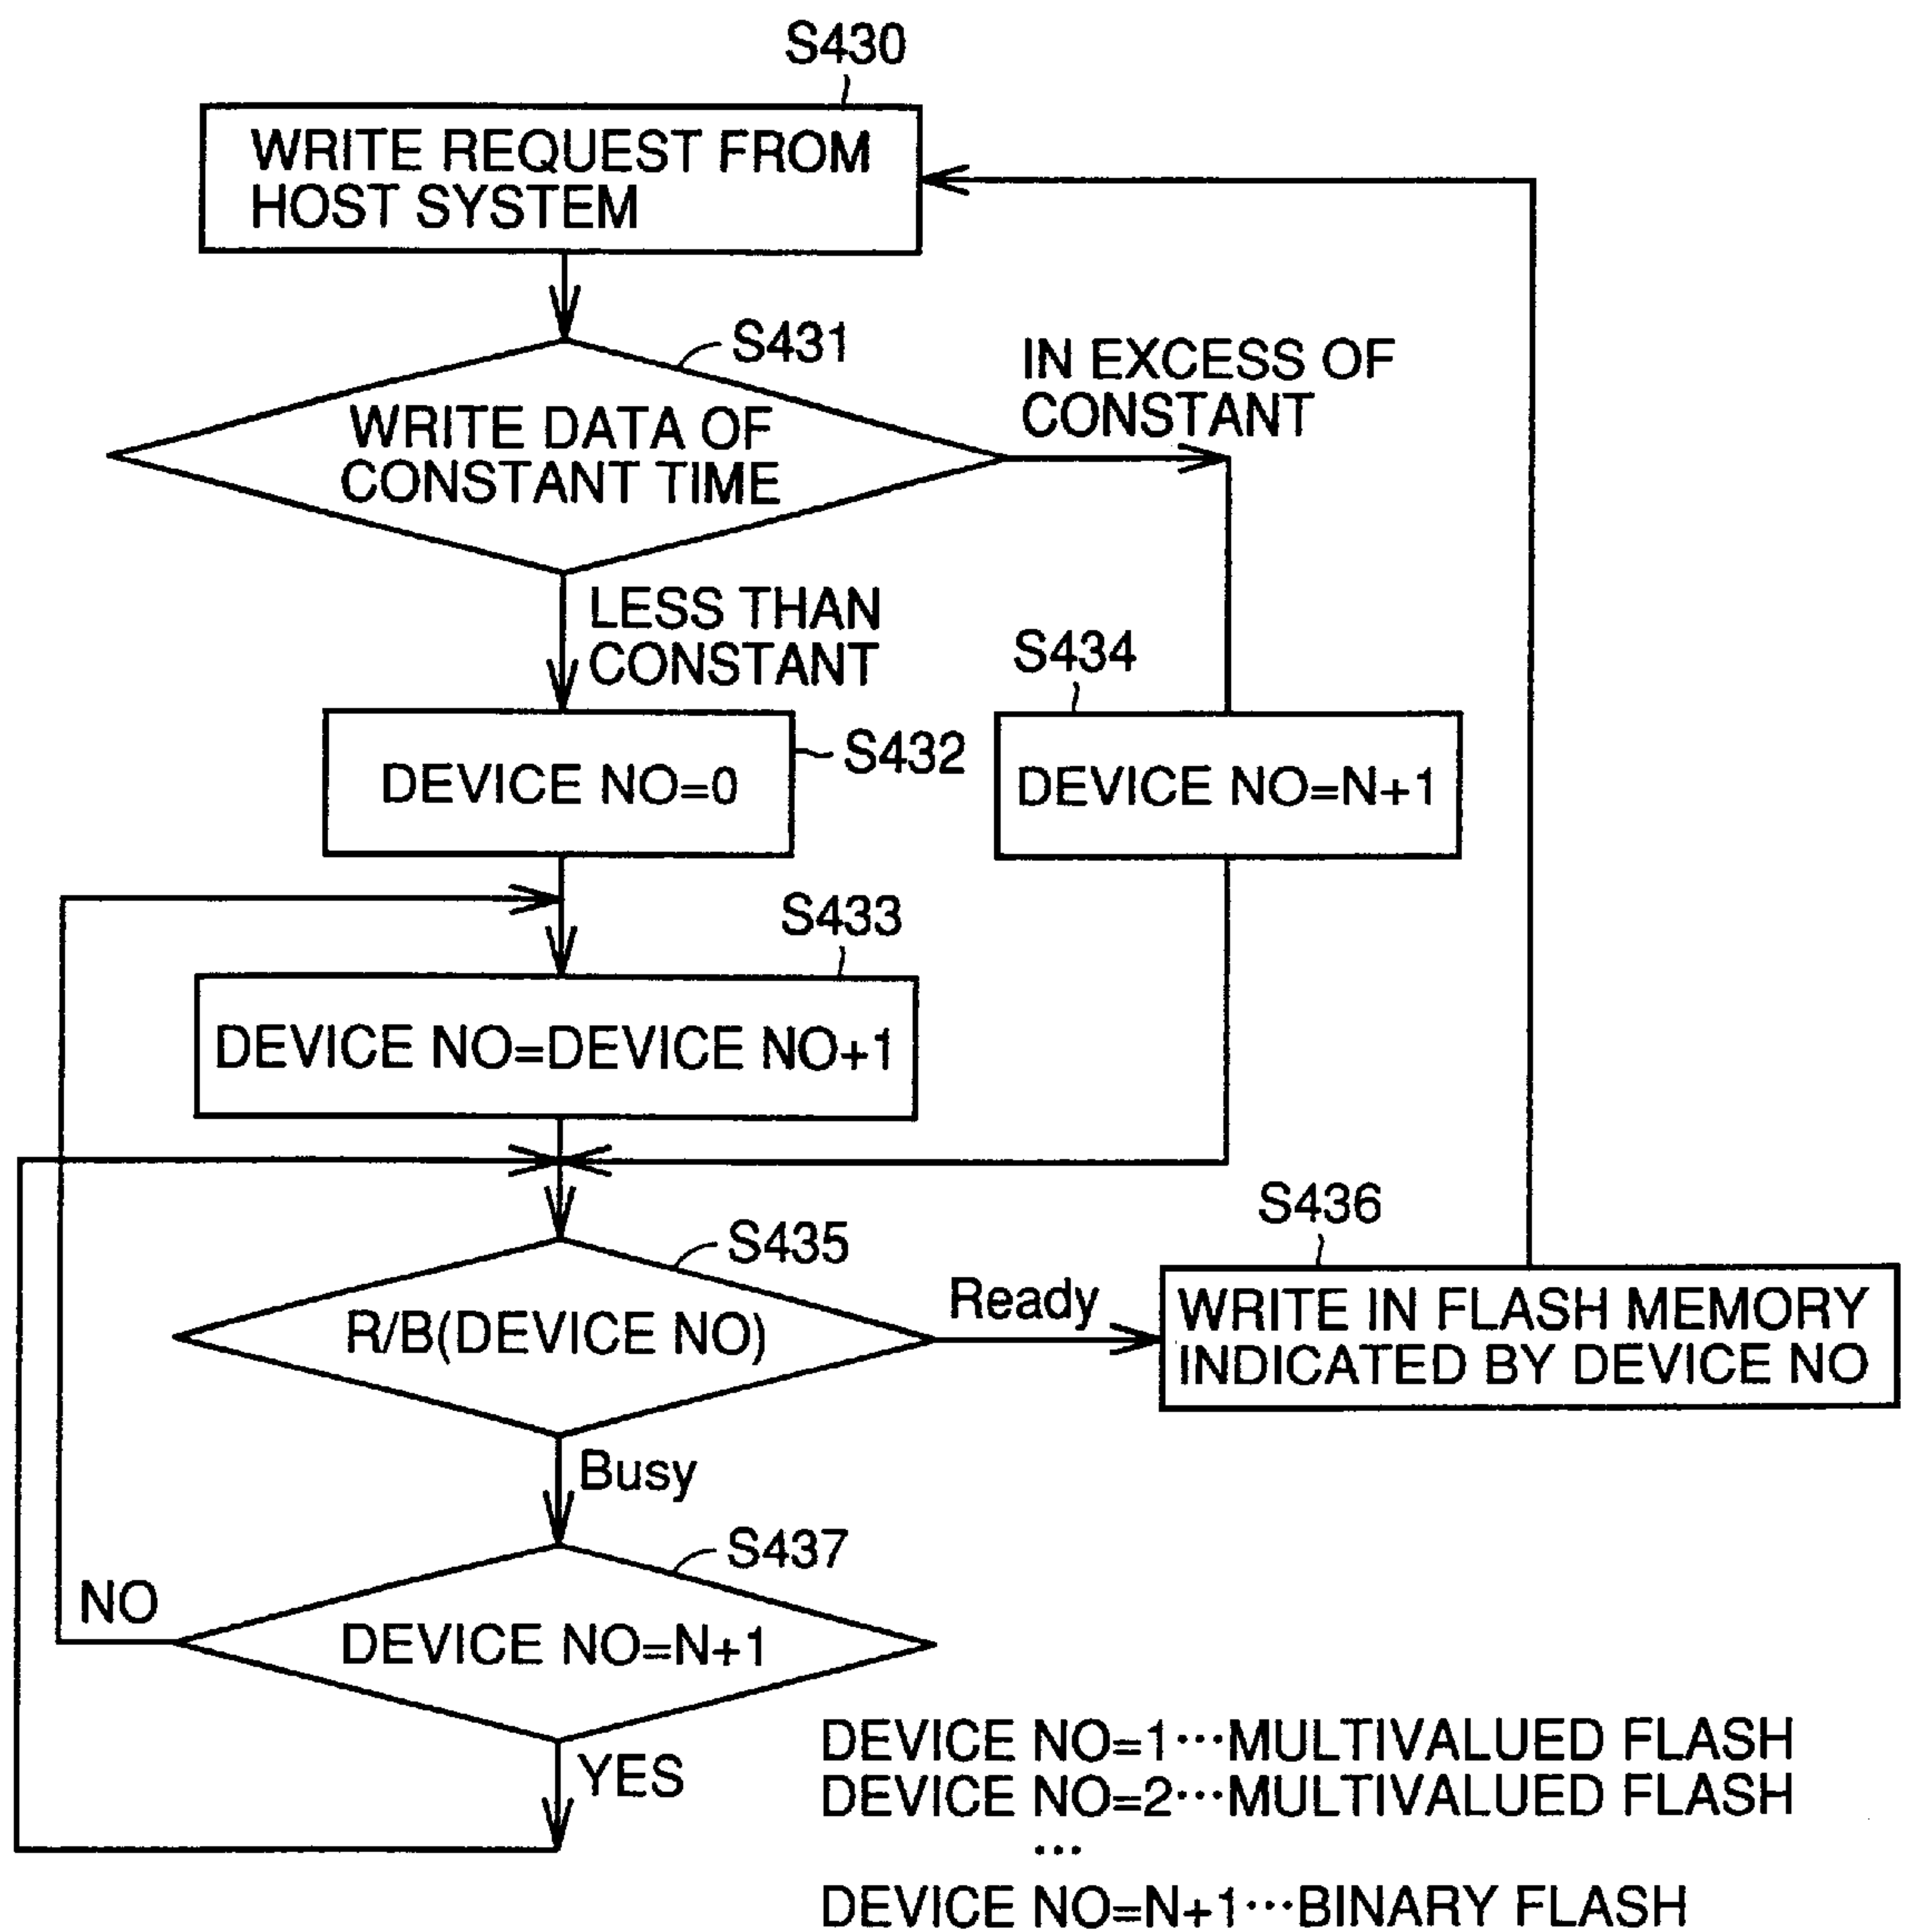 S430
WRITE REQUEST FROM
HOST SYSTEM
S431
WRITE DATA OF
CONSTANT TIME
IN EXCESS OF
CONSTANT
LESS THAN
CONSTANT
S432
DEVICE NO=0
S434
DEVICE NO=N+1
S433
DEVICE NO=DEVICE NO+1
S435
R/B(DEVICE NO)
Ready
S436
WRITE IN FLASH MEMORY
INDICATED BY DEVICE NO
Busy
S437
NO
DEVICE NO=N+1
YES
DEVICE NO=1···MULTIVALUED FLASH
DEVICE NO=2···MULTIVALUED FLASH
···
DEVICE NO=N+1···BINARY FLASH